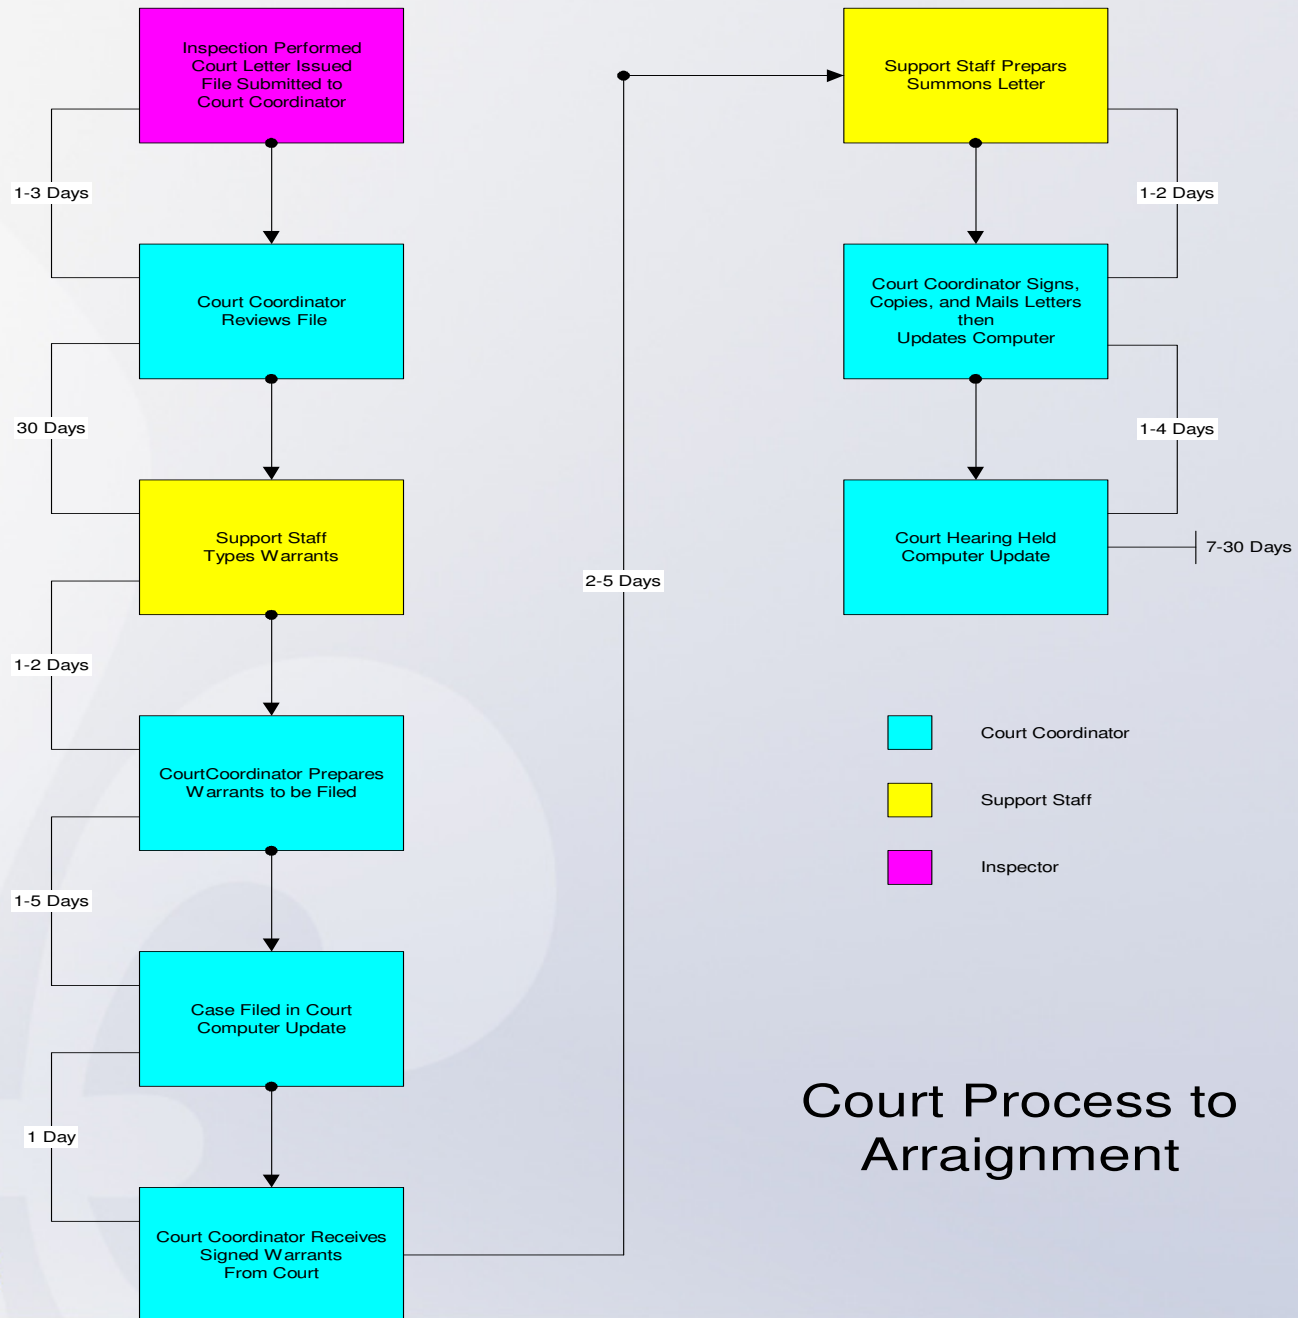 Inspection Performed
Court Letter Issued
File Submitted to
Court Coordinator
1-3 Days
Court Coordinator
Reviews File
30 Days
Support Staff
Types Warrants
1-2 Days
CourtCoordinator Prepares
Warrants to be Filed
1-5 Days
Case Filed in Court
Computer Update
1 Day
Court Coordinator Receives
Signed Warrants
From Court
2-5 Days
Support Staff Prepars
Summons Letter
1-2 Days
Court Coordinator Signs,
Copies, and Mails Letters
then
Updates Computer
1-4 Days
Court Hearing Held
Computer Update
7-30 Days
Court Coordinator
Support Staff
Inspector
Court Process to
Arraignment